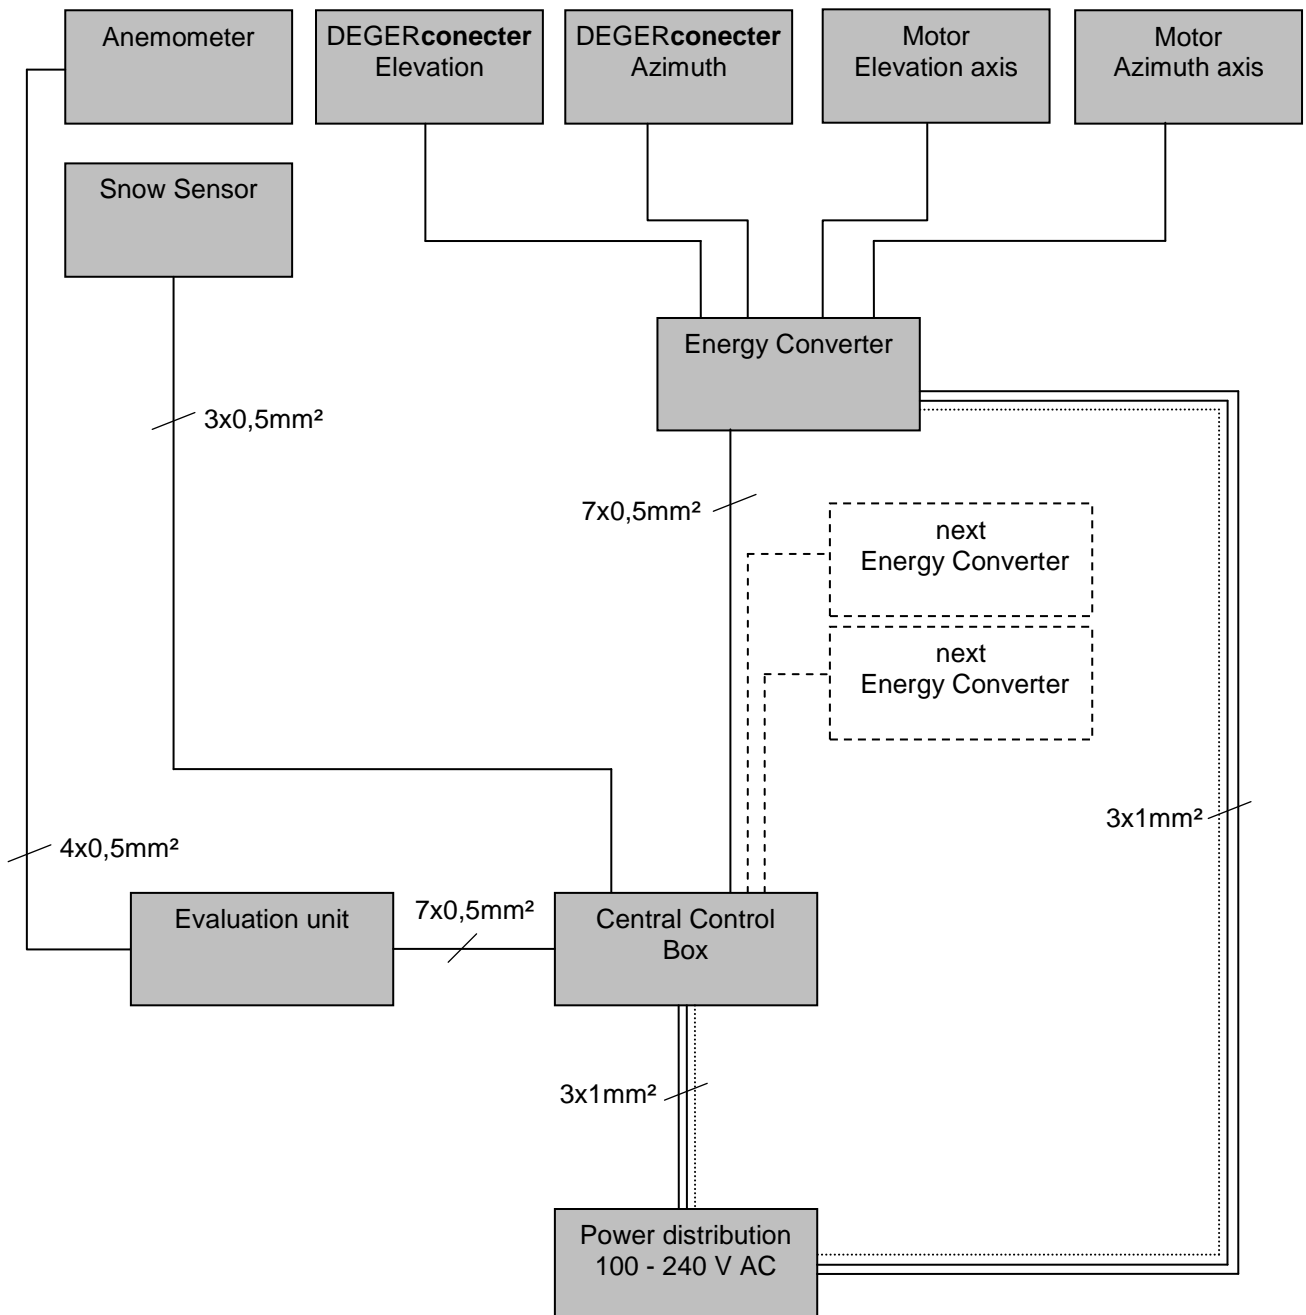 Anemometer
DEGERconecter
Elevation
DEGERconecter
Azimuth
Motor
Elevation axis
Motor
Azimuth axis
Snow Sensor
Energy Converter
3x0,5mm²
7x0,5mm²
next
Energy Converter
next
Energy Converter
3x1mm²
4x0,5mm²
Evaluation unit
7x0,5mm²
Central Control
Box
3x1mm²
Power distribution
100 - 240 V AC